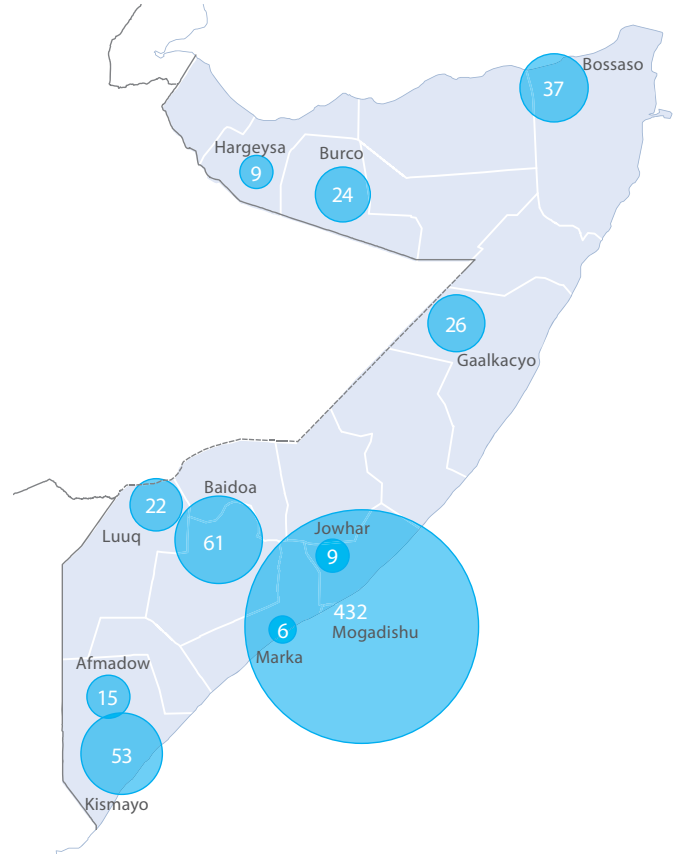 Bossaso
37
Hargeysa
9
Burco
24
26
Gaalkacyo
Baidoa
22
Luuq
61
Jowhar
9
432
Mogadishu
6
Marka
Afmadow
15
53
Kismayo